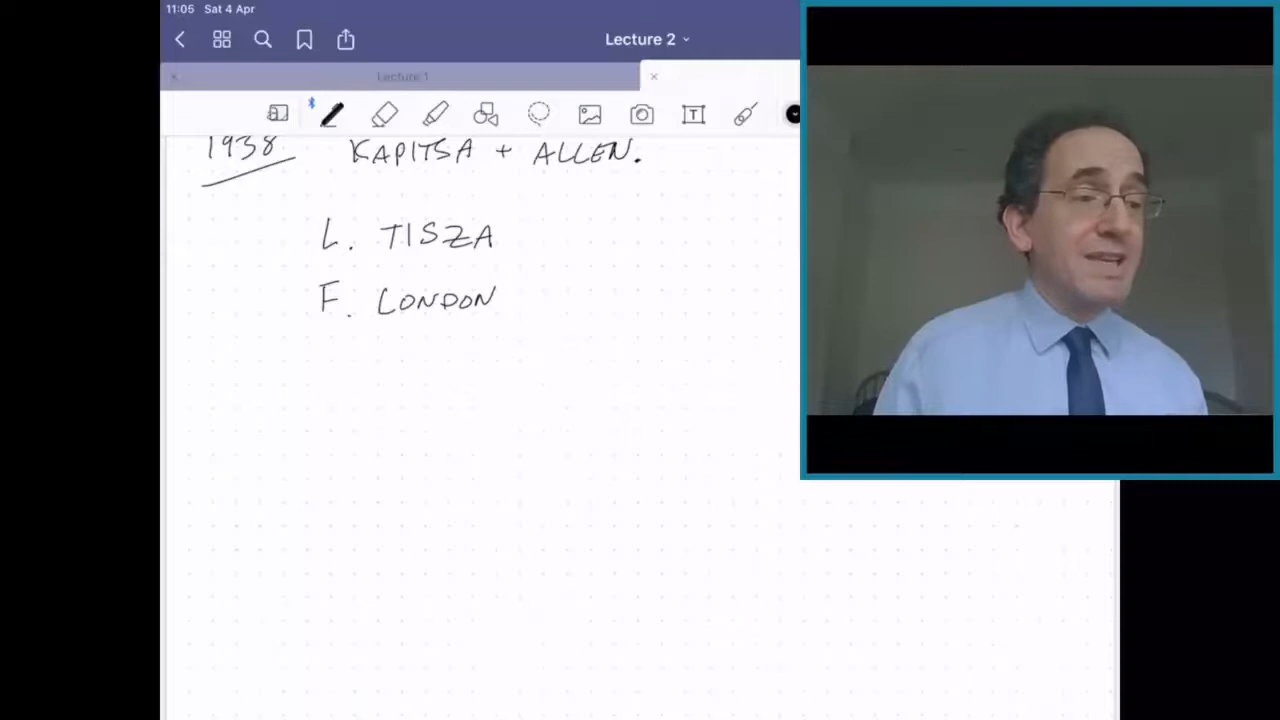 11:05 Sat 4 Apr
Lecture 2
Lecture 1
1938 KAPITSA + ALLEN.
L. TISZA
F. LONDON